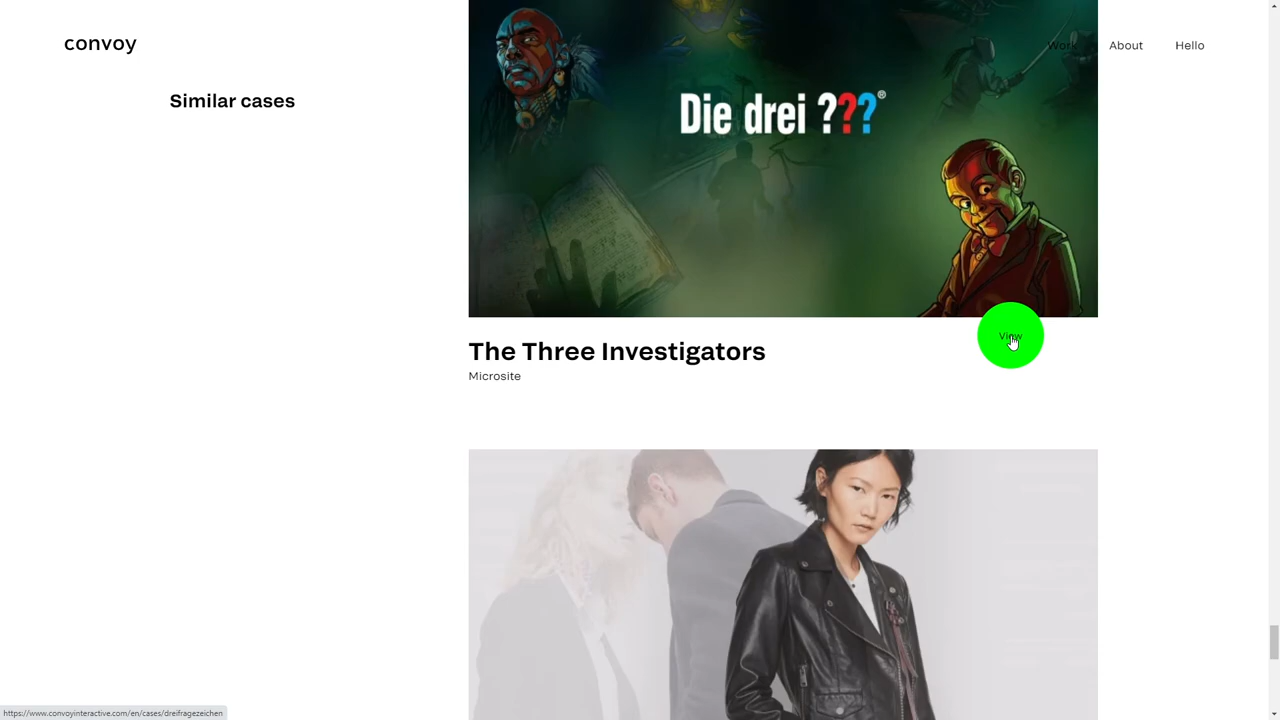 convoy
Work
About
Hello
Similar cases
Die drei ???®
View
The Three Investigators
Microsite
https://www.convoyinteractive.com/en/cases/dreifragezeichen